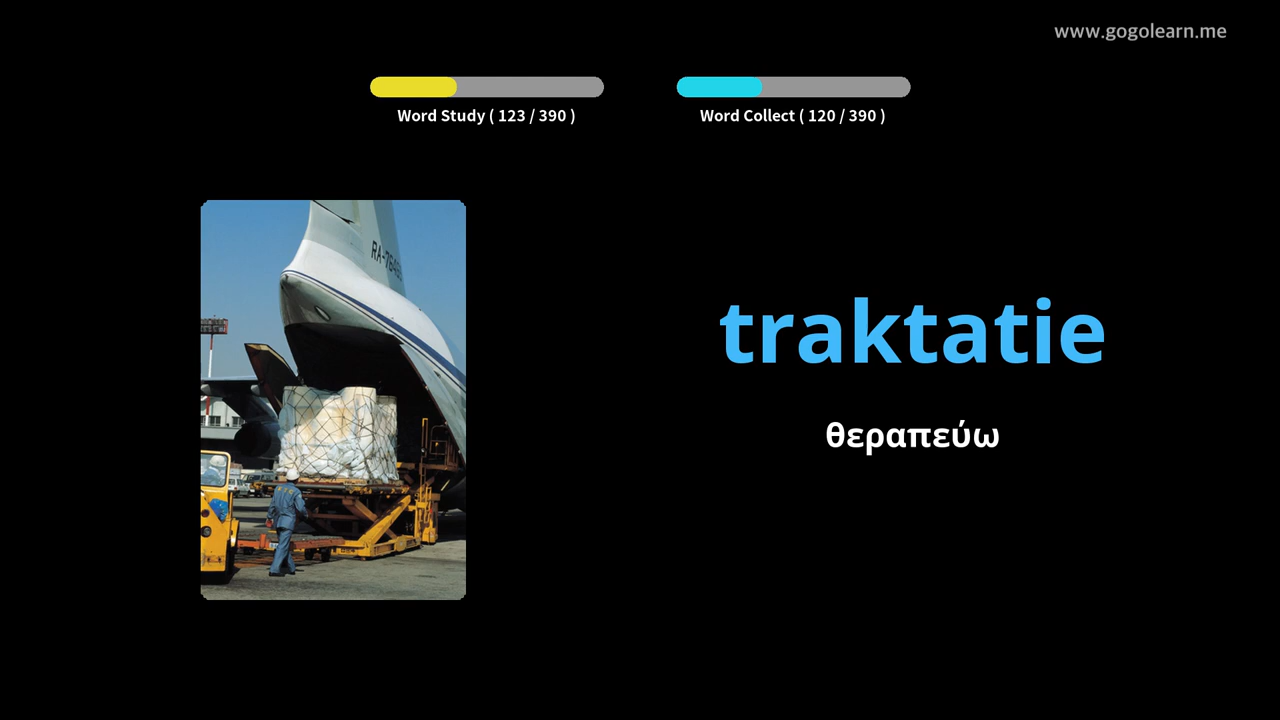 www.gogolearn.me
Word Study ( 123 / 390 )
Word Collect ( 120 / 390 )
traktatie
θεραπεύω